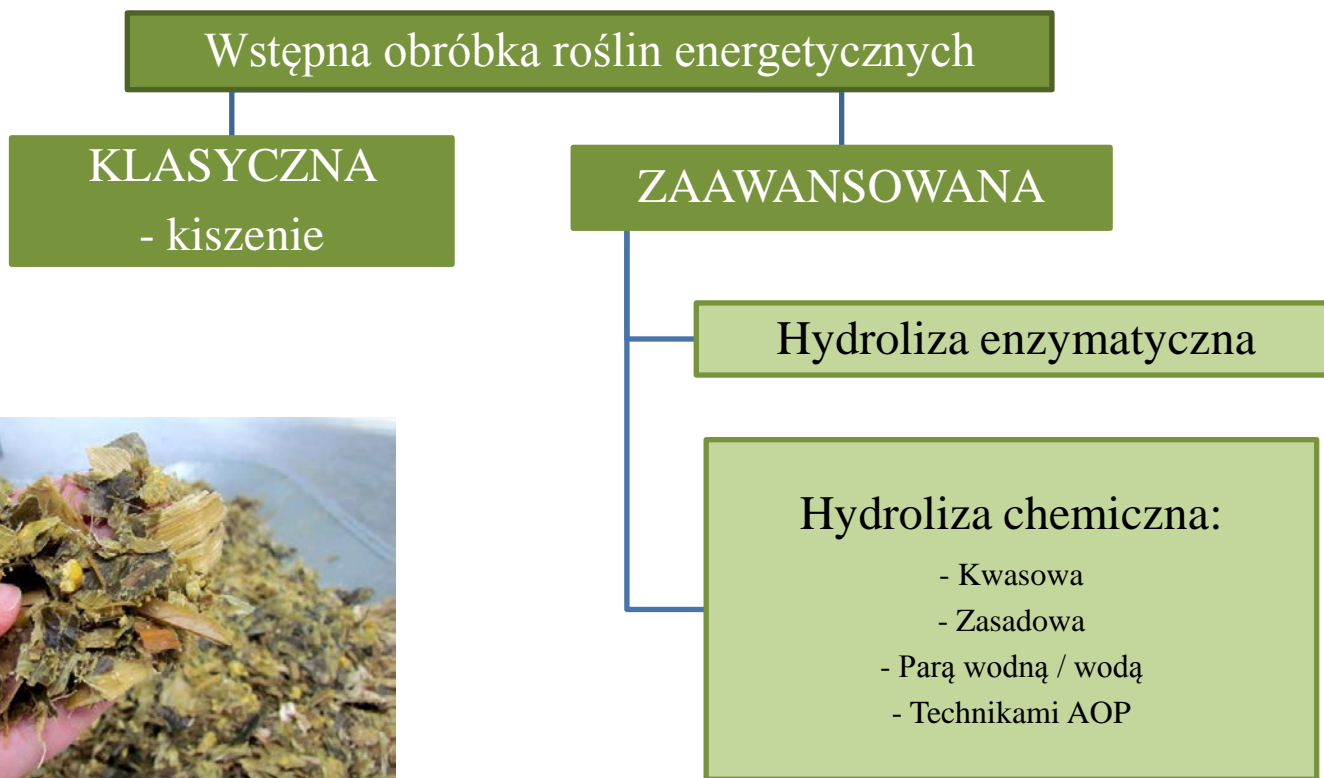 Wstępna obróbka roślin energetycznych
KLASYCZNA
- kiszenie
ZAAWANSOWANA
Hydroliza enzymatyczna
Hydroliza chemiczna:
- Kwasowa
- Zasadowa
- Parą wodną / wodą
- Technikami AOP